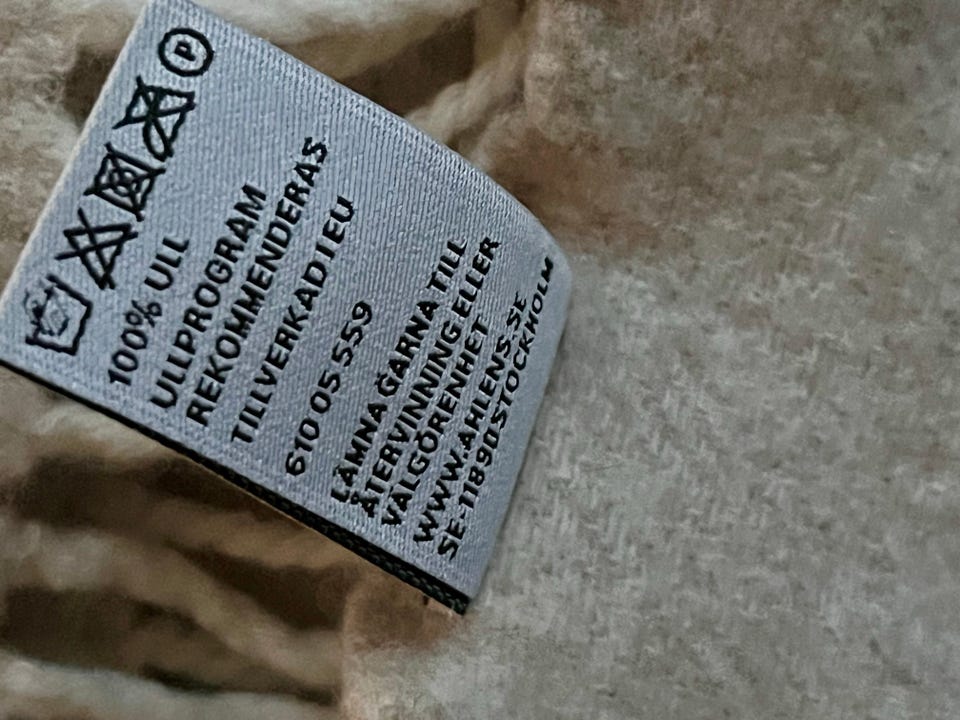 P
100% ULL
ULLPROGRAM
REKOMMENDERAS
TILLVERKAD I EU
610 05 559
LÄMNA GARNA TILL
ÅTERVINNING ELLER
VALGÖRENHET
WWW.AHLENS.SE
SE-11890 STOCKHOLM